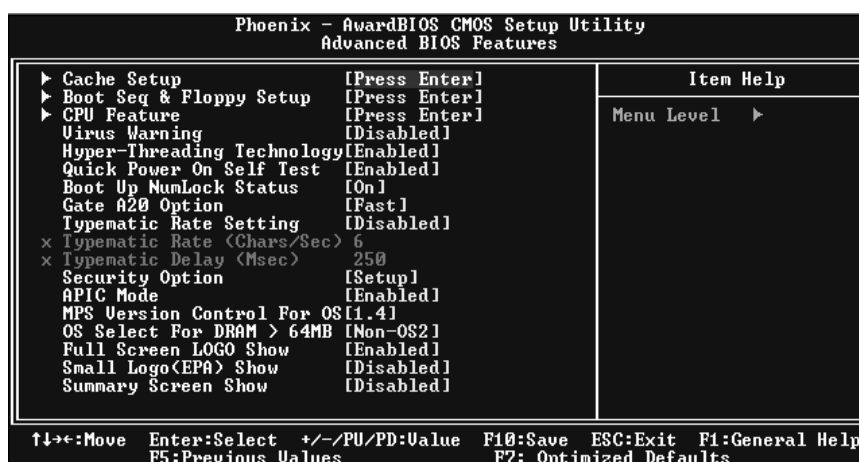 Phoenix - AwardBIOS CMOS Setup Utility
Advanced BIOS Features
Cache Setup [Press Enter]
Boot Seq & Floppy Setup [Press Enter]
CPU Feature [Press Enter]
Virus Warning [Disabled]
Hyper-Threading Technology[Enabled]
Quick Power On Self Test [Enabled]
Boot Up NumLock Status [On]
Gate A20 Option [Fast]
Typematic Rate Setting [Disabled]
x Typematic Rate (Chars/Sec) 6
x Typematic Delay (Msec) 250
Security Option [Setup]
APIC Mode [Enabled]
MPS Version Control For OS[1.4]
OS Select For DRAM > 64MB [Non-OS2]
Full Screen LOGO Show [Enabled]
Small Logo(EPA) Show [Disabled]
Summary Screen Show [Disabled]
Item Help
Menu Level ▶
↑↓→←:Move Enter:Select +/-/PU/PD:Value F10:Save ESC:Exit F1:General Help
F5:Previous Values F7: Optimized Defaults